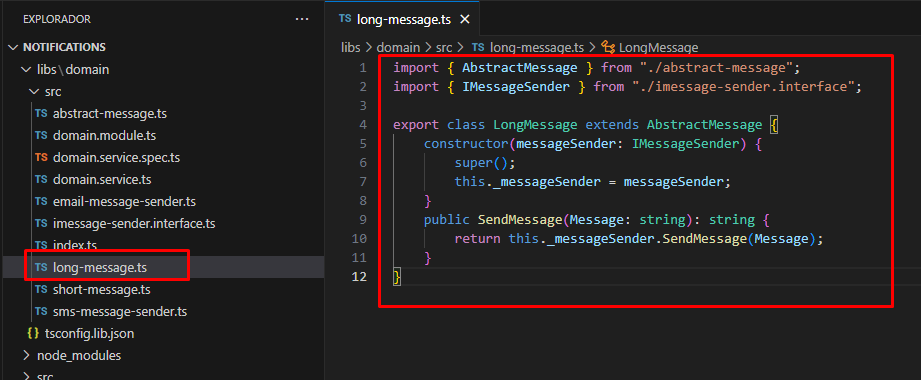 EXPLORADOR
···
NOTIFICATIONS
libs\domain
src
TS abstract-message.ts
TS domain.module.ts
TS domain.service.spec.ts
TS domain.service.ts
TS email-message-sender.ts
TS imessage-sender.interface.ts
TS index.ts
TS long-message.ts
TS short-message.ts
TS sms-message-sender.ts
{} tsconfig.lib.json
node_modules
src
TS long-message.ts ×
libs > domain > src > TS long-message.ts > LongMessage
1 import { AbstractMessage } from "./abstract-message";
2 import { IMessageSender } from "./imessage-sender.interface";
3
4 export class LongMessage extends AbstractMessage {
5     constructor(messageSender: IMessageSender) {
6         super();
7         this._messageSender = messageSender;
8     }
9     public SendMessage(Message: string): string {
10         return this._messageSender.SendMessage(Message);
11     }
12 }